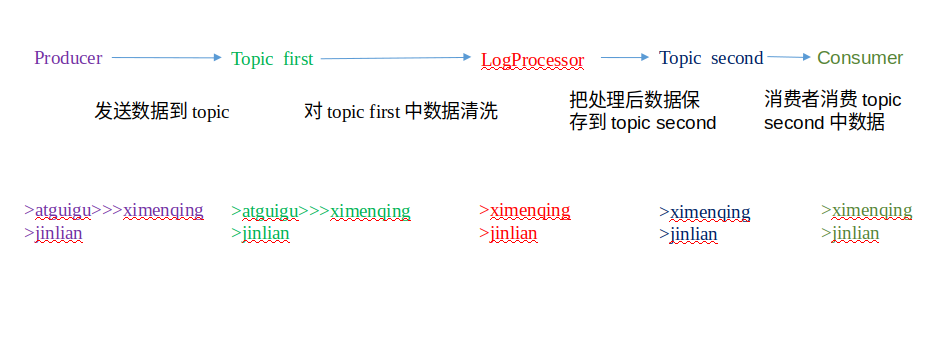 Producer
Topic first
LogProcessor
Topic second
Consumer
发送数据到 topic
对 topic first 中数据清洗
把处理后数据保
存到 topic second
消费者消费 topic
second 中数据
>atguigu>>>ximenqing
>jinlian
>atguigu>>>ximenqing
>jinlian
>ximenqing
>jinlian
>ximenqing
>jinlian
>ximenqing
>jinlian